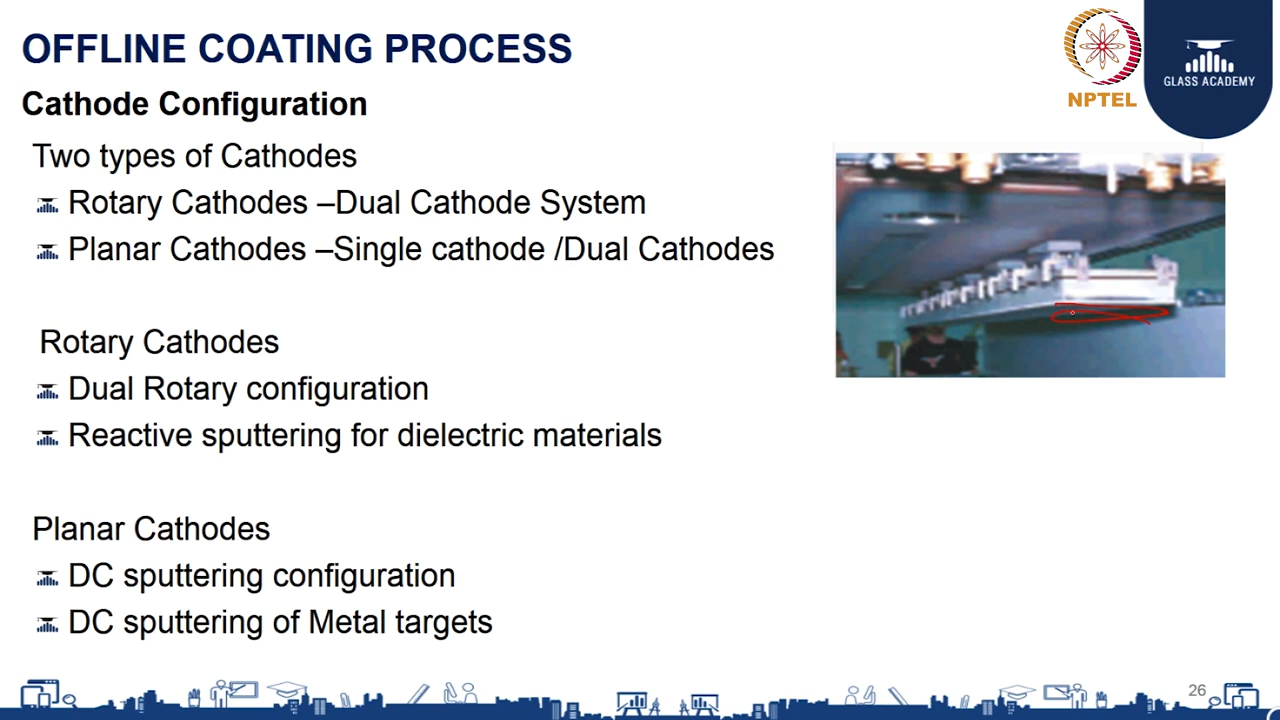 OFFLINE COATING PROCESS
NPTEL
GLASS ACADEMY
Cathode Configuration
Two types of Cathodes
Rotary Cathodes –Dual Cathode System
Planar Cathodes –Single cathode /Dual Cathodes
Rotary Cathodes
Dual Rotary configuration
Reactive sputtering for dielectric materials
Planar Cathodes
DC sputtering configuration
DC sputtering of Metal targets
26